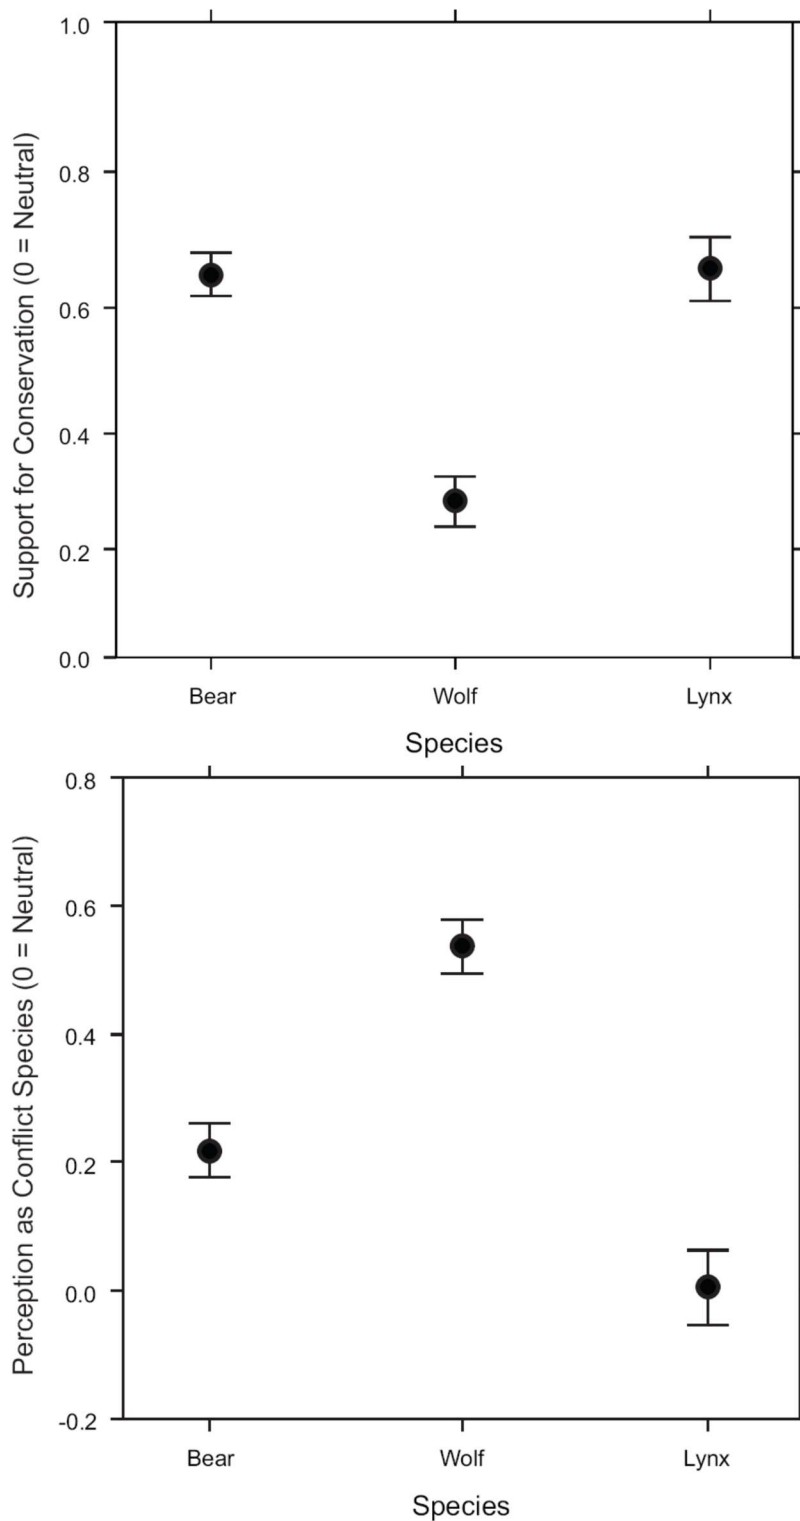 1.0
0.8
0.6
0.4
0.2
0.0
Support for Conservation (0 = Neutral)
Bear Wolf Lynx
Species
0.8
0.6
0.4
0.2
0.0
-0.2
Perception as Conflict Species (0 = Neutral)
Bear Wolf Lynx
Species